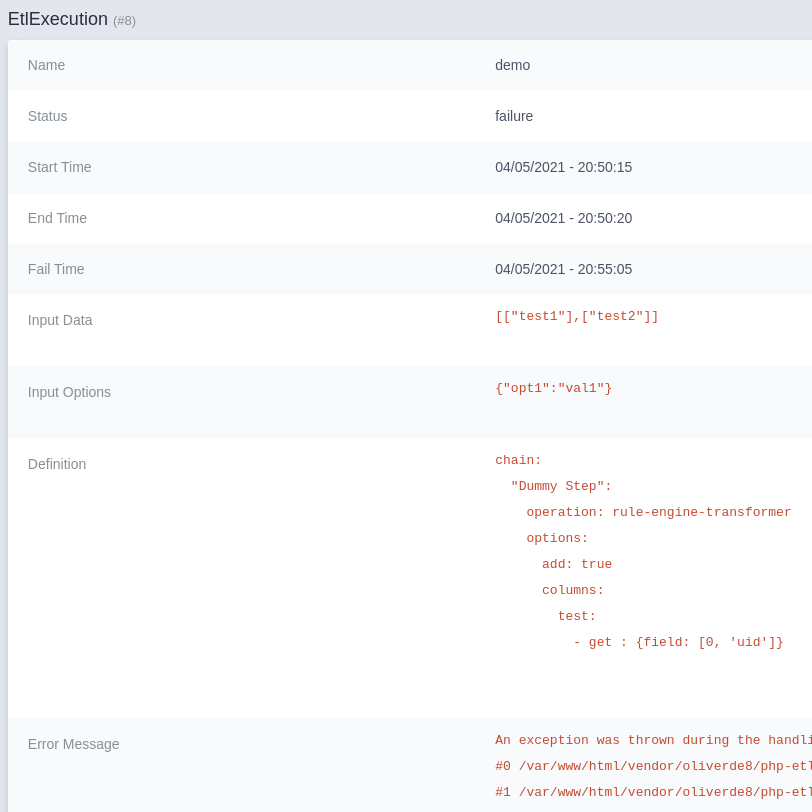 EtlExecution (#8)
Name demo
Status failure
Start Time 04/05/2021 - 20:50:15
End Time 04/05/2021 - 20:50:20
Fail Time 04/05/2021 - 20:55:05
Input Data [["test1"],["test2"]]
Input Options {"opt1":"val1"}
Definition chain:
  "Dummy Step":
    operation: rule-engine-transformer
    options:
      add: true
      columns:
        test:
          - get : {field: [0, 'uid']}
Error Message An exception was thrown during the handli
#0 /var/www/html/vendor/oliverde8/php-etl
#1 /var/www/html/vendor/oliverde8/php-etl